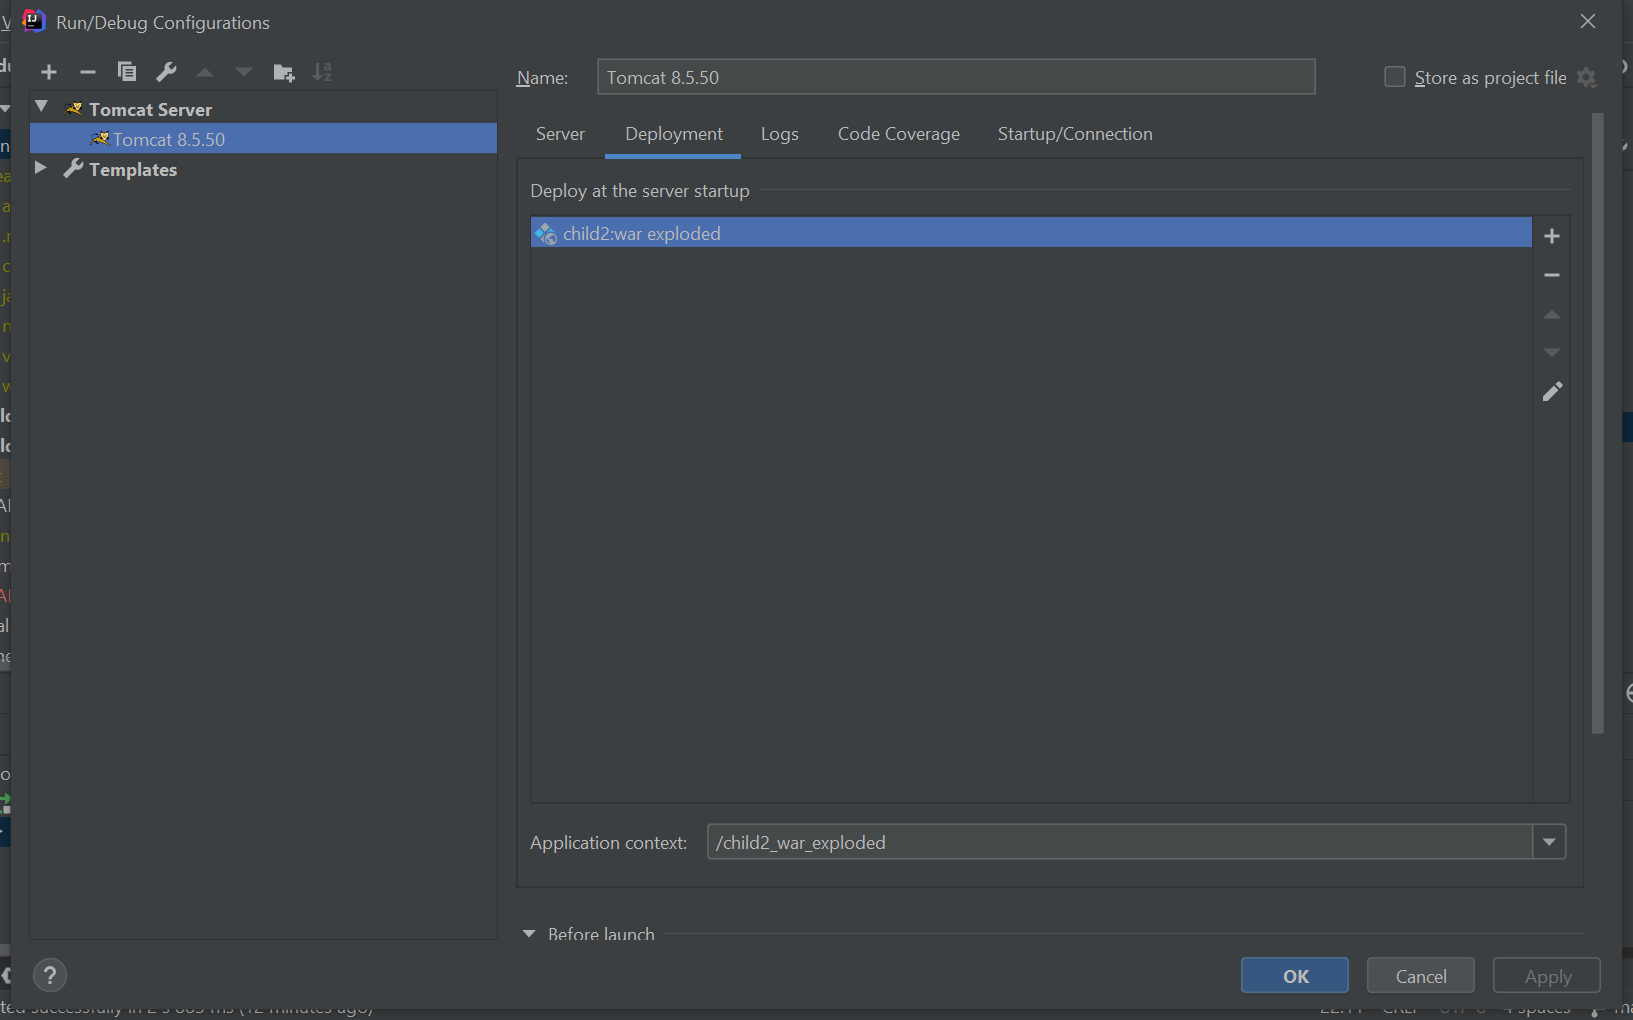 Run/Debug Configurations
Name: Tomcat 8.5.50
Store as project file
Tomcat Server
Tomcat 8.5.50
Templates
Server Deployment Logs Code Coverage Startup/Connection
Deploy at the server startup
child2:war exploded
Application context: /child2_war_exploded
Before launch
? OK Cancel Apply